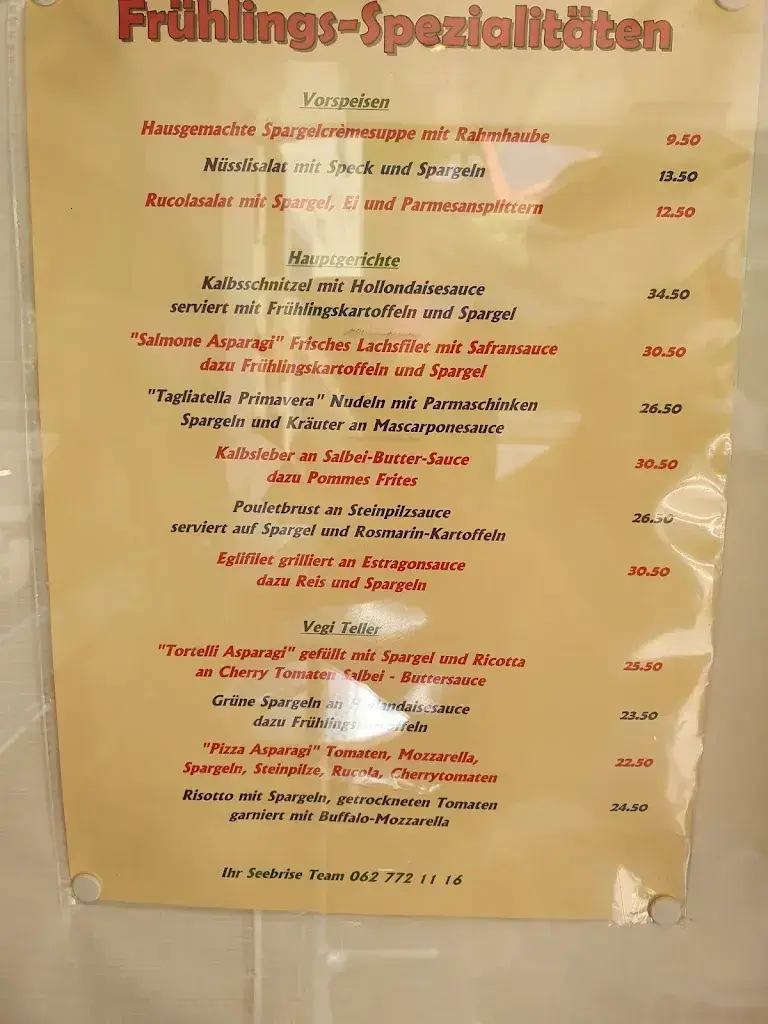 Frühlings-Spezialitäten
Vorspeisen
Hausgemachte Spargelcrèmesuppe mit Rahmhaube 9.50
Nüsslisalat mit Speck und Spargeln 13.50
Rucolasalat mit Spargel, Ei und Parmesansplittern 12.50
Hauptgerichte
Kalbsschnitzel mit Hollondaisesauce 34.50
serviert mit Frühlingskartoffeln und Spargel
"Salmone Asparagi" Frisches Lachsfilet mit Safransauce 30.50
dazu Frühlingskartoffeln und Spargel
"Tagliatella Primavera" Nudeln mit Parmaschinken 26.50
Spargeln und Kräuter an Mascarponesauce
Kalbsleber an Salbei-Butter-Sauce 30.50
dazu Pommes Frites
Pouletbrust an Steinpilzsauce 26.50
serviert auf Spargel und Rosmarin-Kartoffeln
Eglifilet grilliert an Estragonsauce 30.50
dazu Reis und Spargeln
Vegi Teller
"Tortelli Asparagi" gefüllt mit Spargel und Ricotta 25.50
an Cherry Tomaten Salbei - Buttersauce
Grüne Spargeln an Hollandaisesauce 23.50
dazu Frühlingskartoffeln
"Pizza Asparagi" Tomaten, Mozzarella, 22.50
Spargeln, Steinpilze, Rucola, Cherrytomaten
Risotto mit Spargeln, getrockneten Tomaten 24.50
garniert mit Buffalo-Mozzarella
Ihr Seebrise Team 062 772 11 16